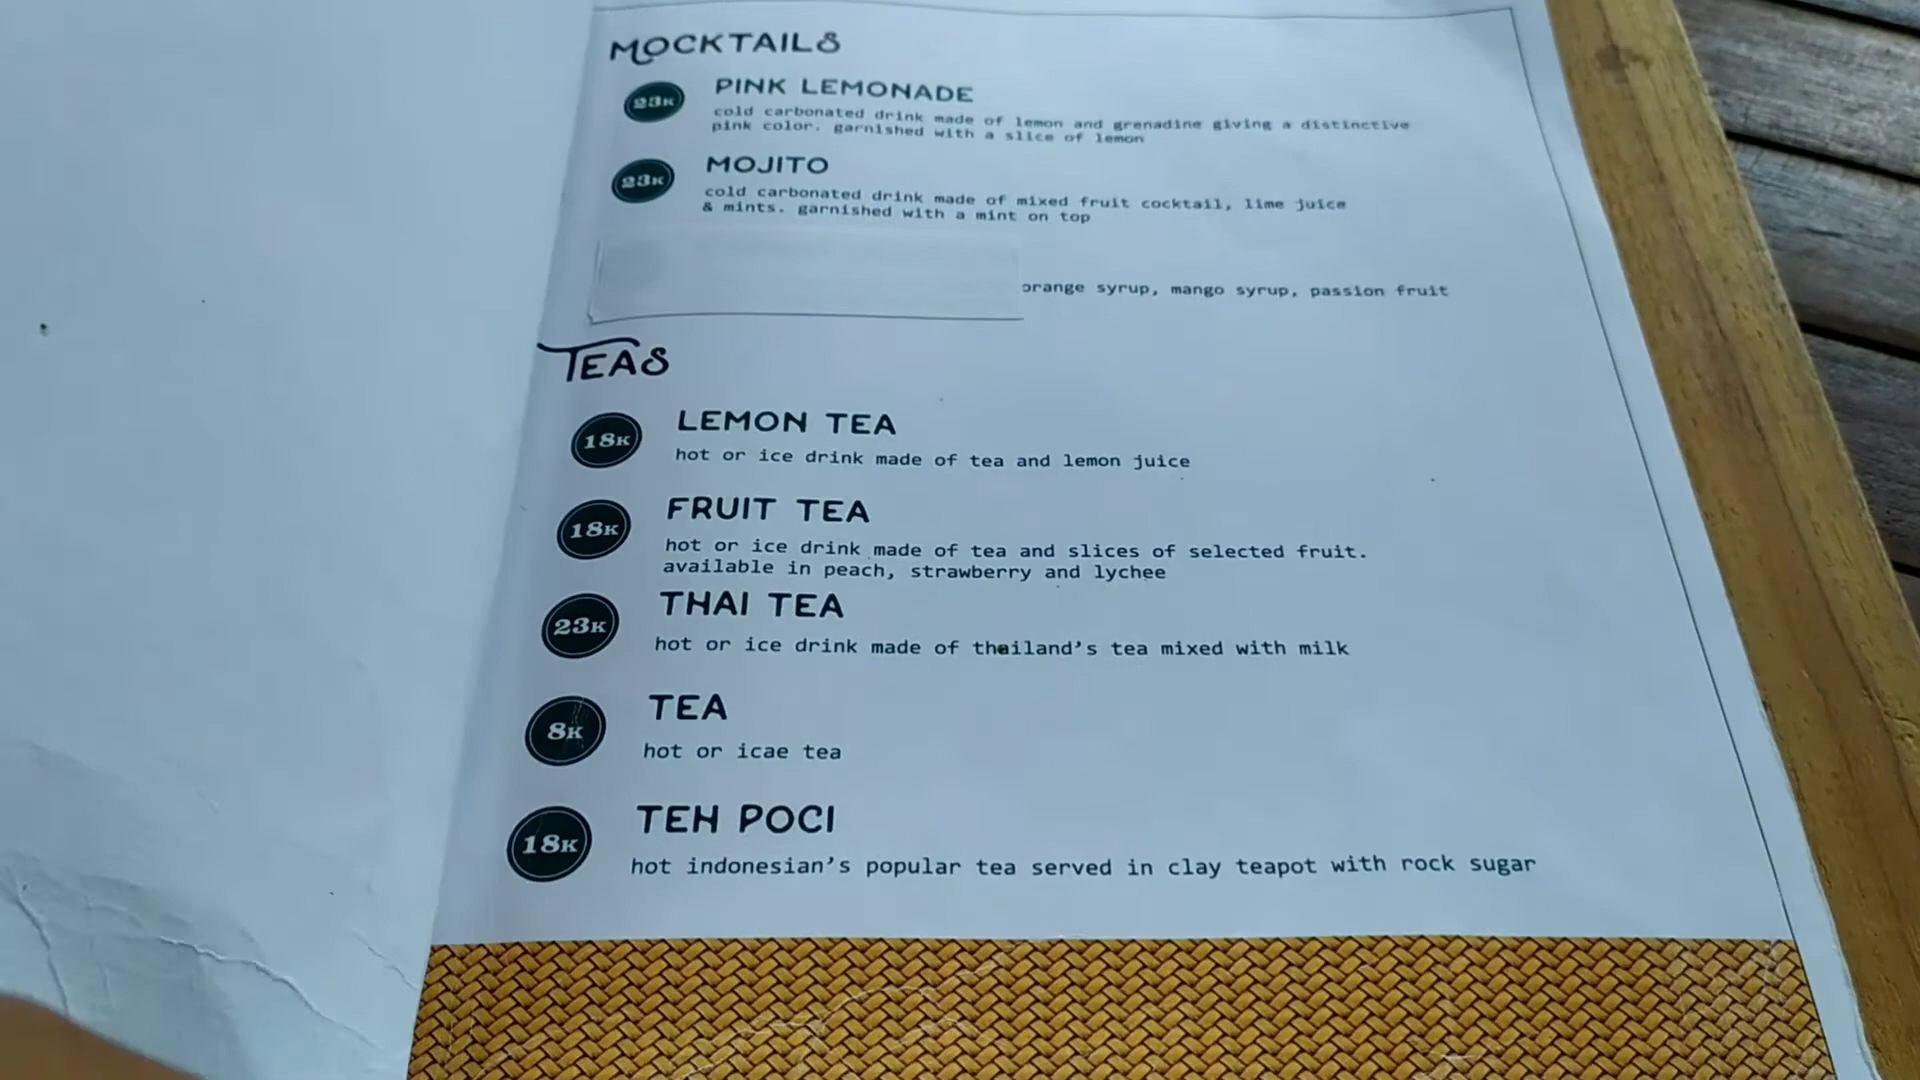 MOCKTAILS
23K PINK LEMONADE
cold carbonated drink made of lemon and grenadine giving a distinctive
pink color. garnished with a slice of lemon
23K MOJITO
cold carbonated drink made of mixed fruit cocktail, lime juice
& mints. garnished with a mint on top
orange syrup, mango syrup, passion fruit
TEAS
18K LEMON TEA
hot or ice drink made of tea and lemon juice
18K FRUIT TEA
hot or ice drink made of tea and slices of selected fruit.
available in peach, strawberry and lychee
23K THAI TEA
hot or ice drink made of thailand's tea mixed with milk
8K TEA
hot or icae tea
18K TEH POCI
hot indonesian's popular tea served in clay teapot with rock sugar